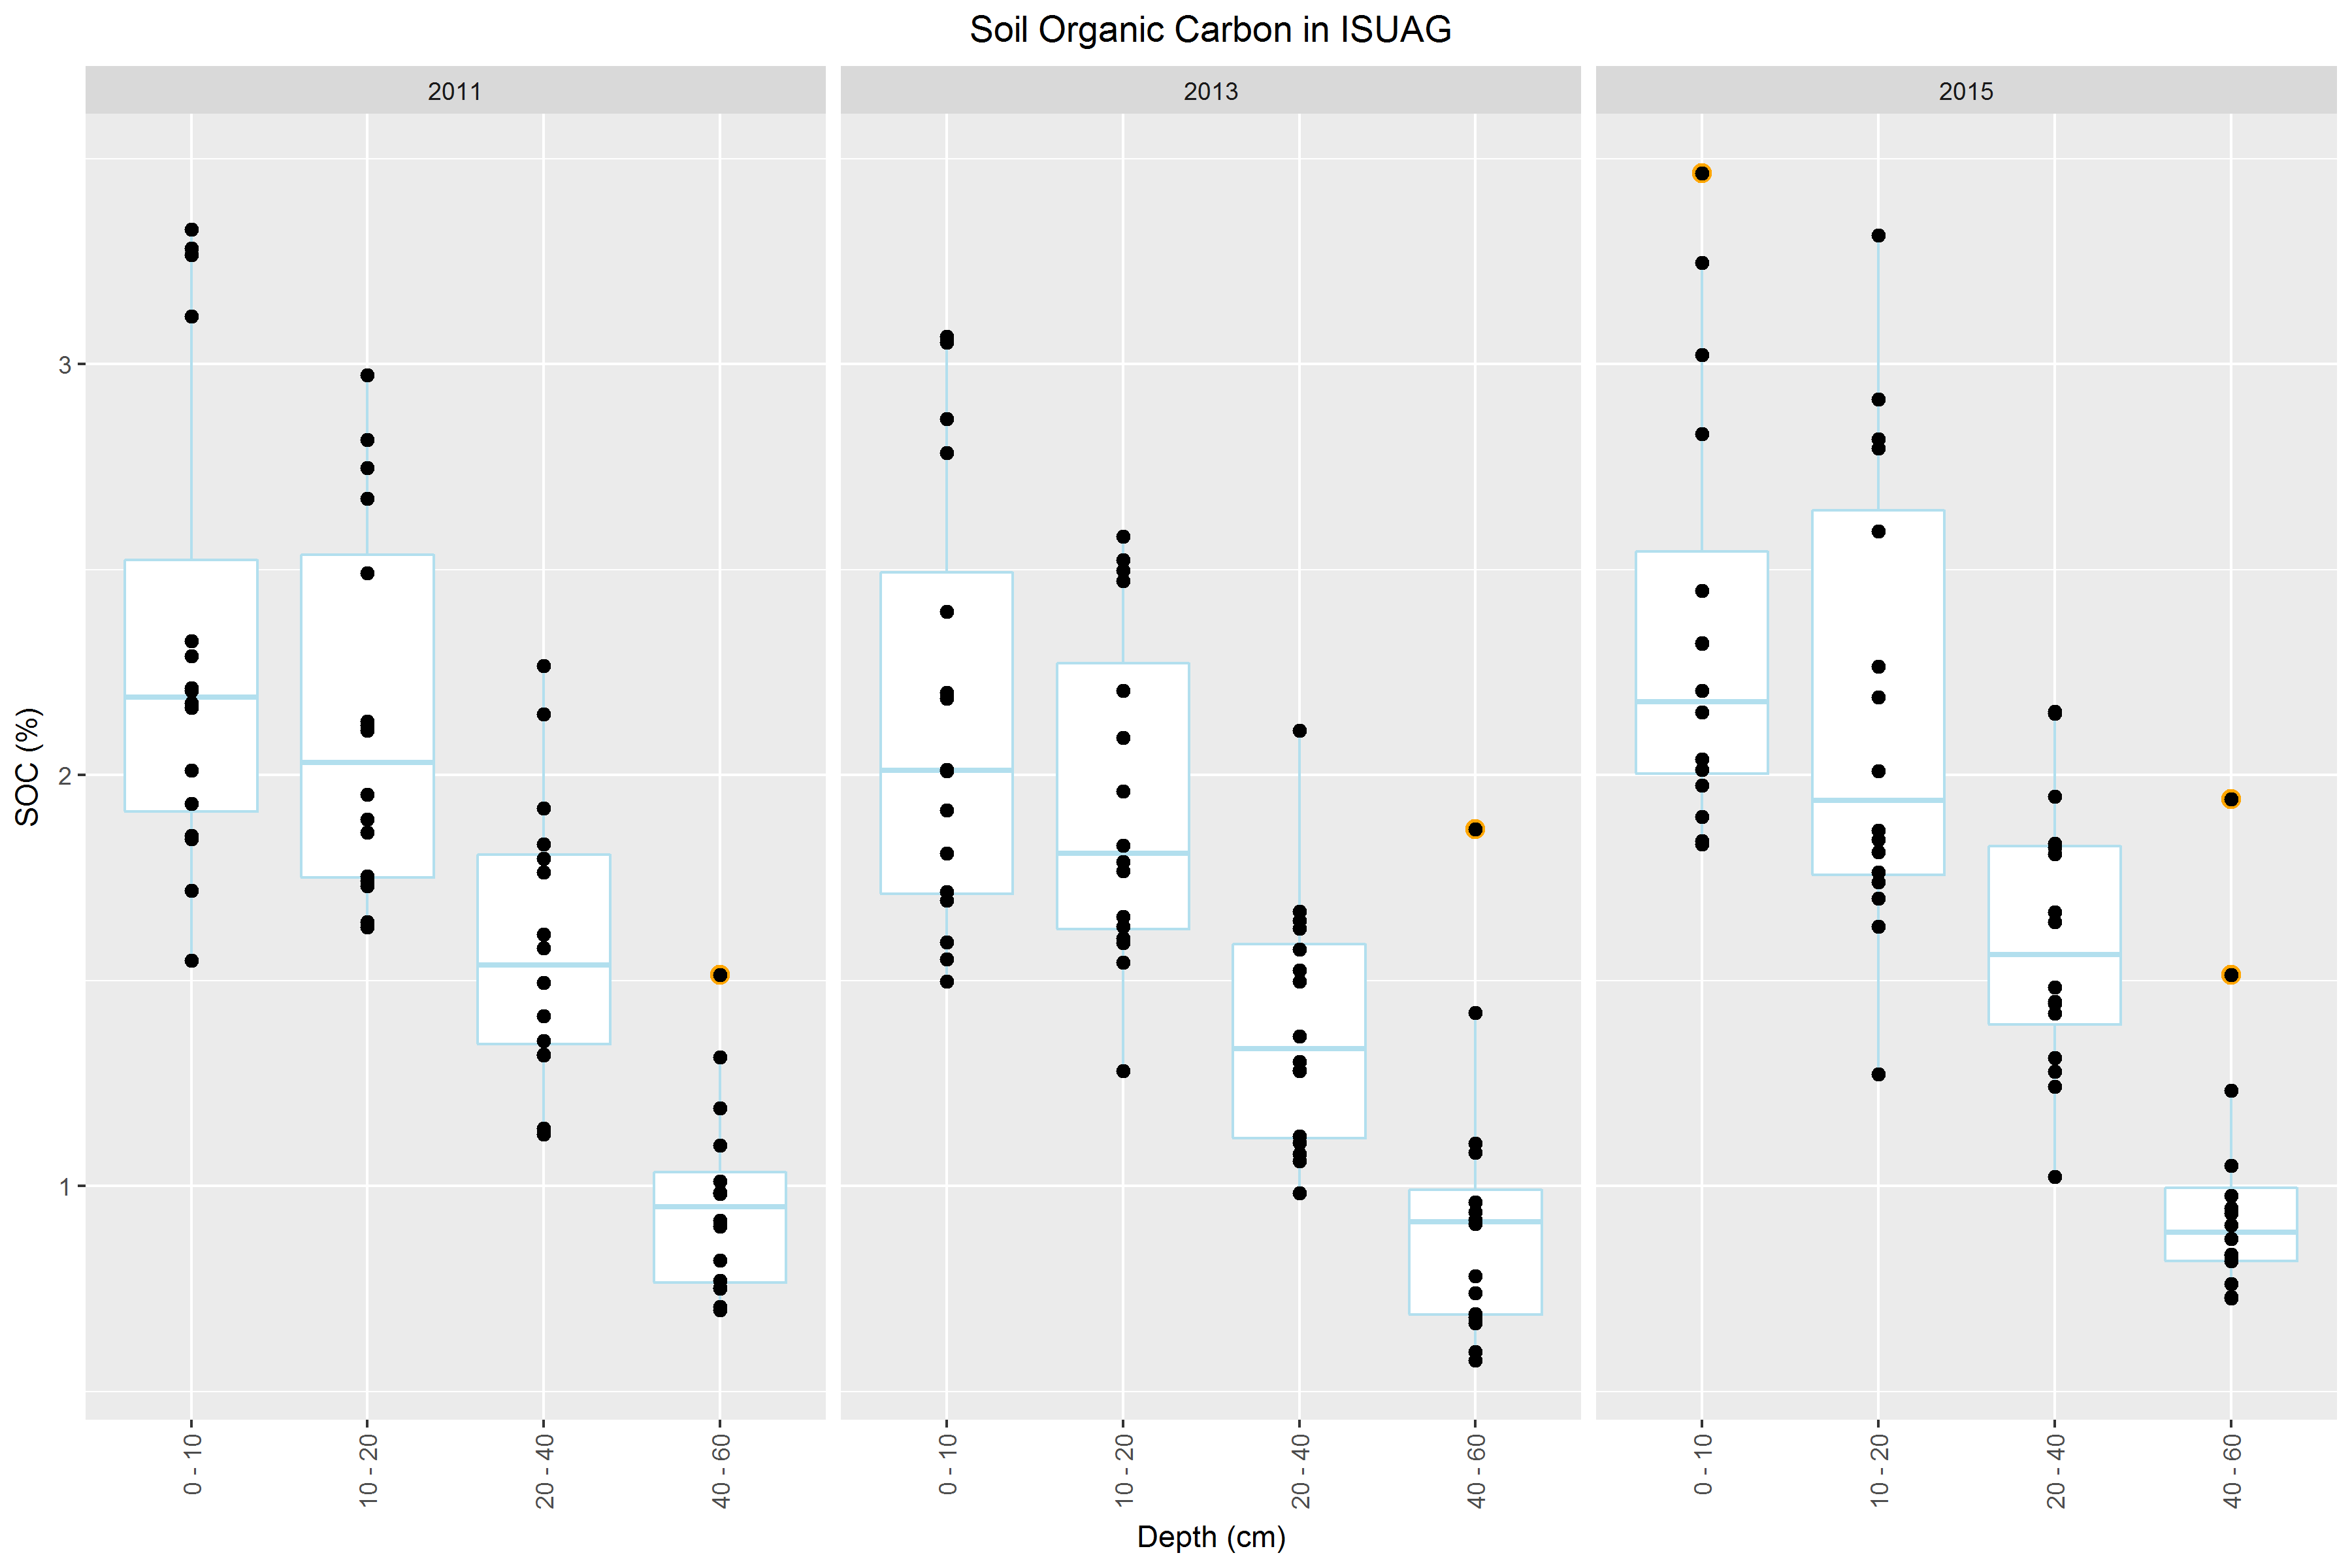 Soil Organic Carbon in ISUAG
2011 2013 2015
SOC (%)
3
2
1
0 - 10 10 - 20 20 - 40 40 - 60 0 - 10 10 - 20 20 - 40 40 - 60 0 - 10 10 - 20 20 - 40 40 - 60
Depth (cm)